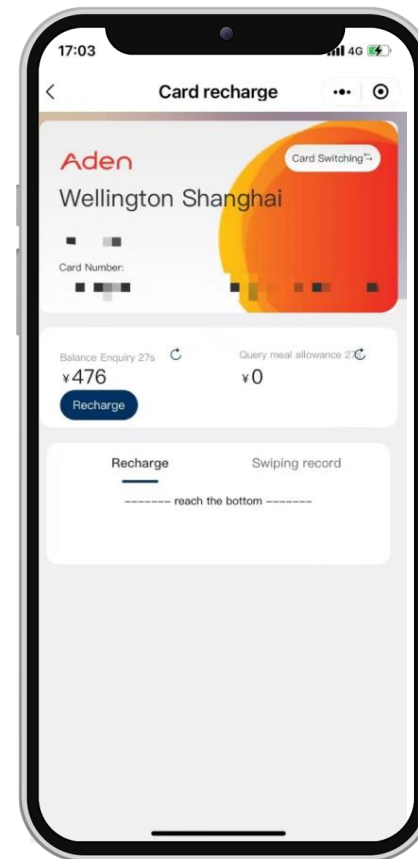 17:03
4G
Card recharge
Aden
Card Switching
Wellington Shanghai
Card Number:
Balance Enquiry 27s
Query meal allowance 27s
¥476
¥0
Recharge
Recharge
Swiping record
------- reach the bottom -------